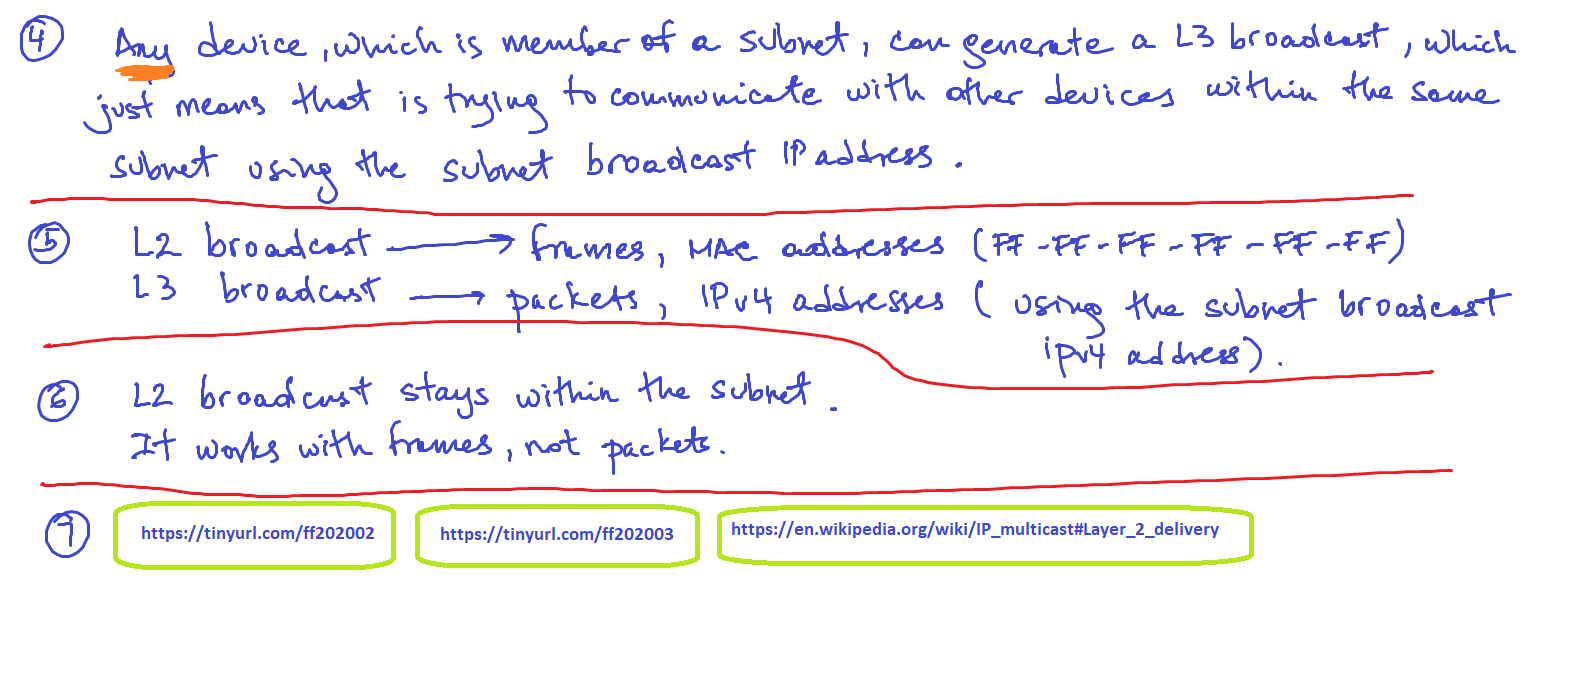 ④ Any device, which is member of a subnet, can generate a L3 broadcast, which
just means that is trying to communicate with other devices within the same
subnet using the subnet broadcast IP address.
⑤ L2 broadcast → frames, MAC addresses (FF-FF-FF-FF-FF-FF)
L3 broadcast → packets, IPv4 addresses (using the subnet broadcast
ipv4 address).
⑥ L2 broadcast stays within the subnet.
It works with frames, not packets.
⑦ https://tinyurl.com/ff202002 https://tinyurl.com/ff202003 https://en.wikipedia.org/wiki/IP_multicast#Layer_2_delivery